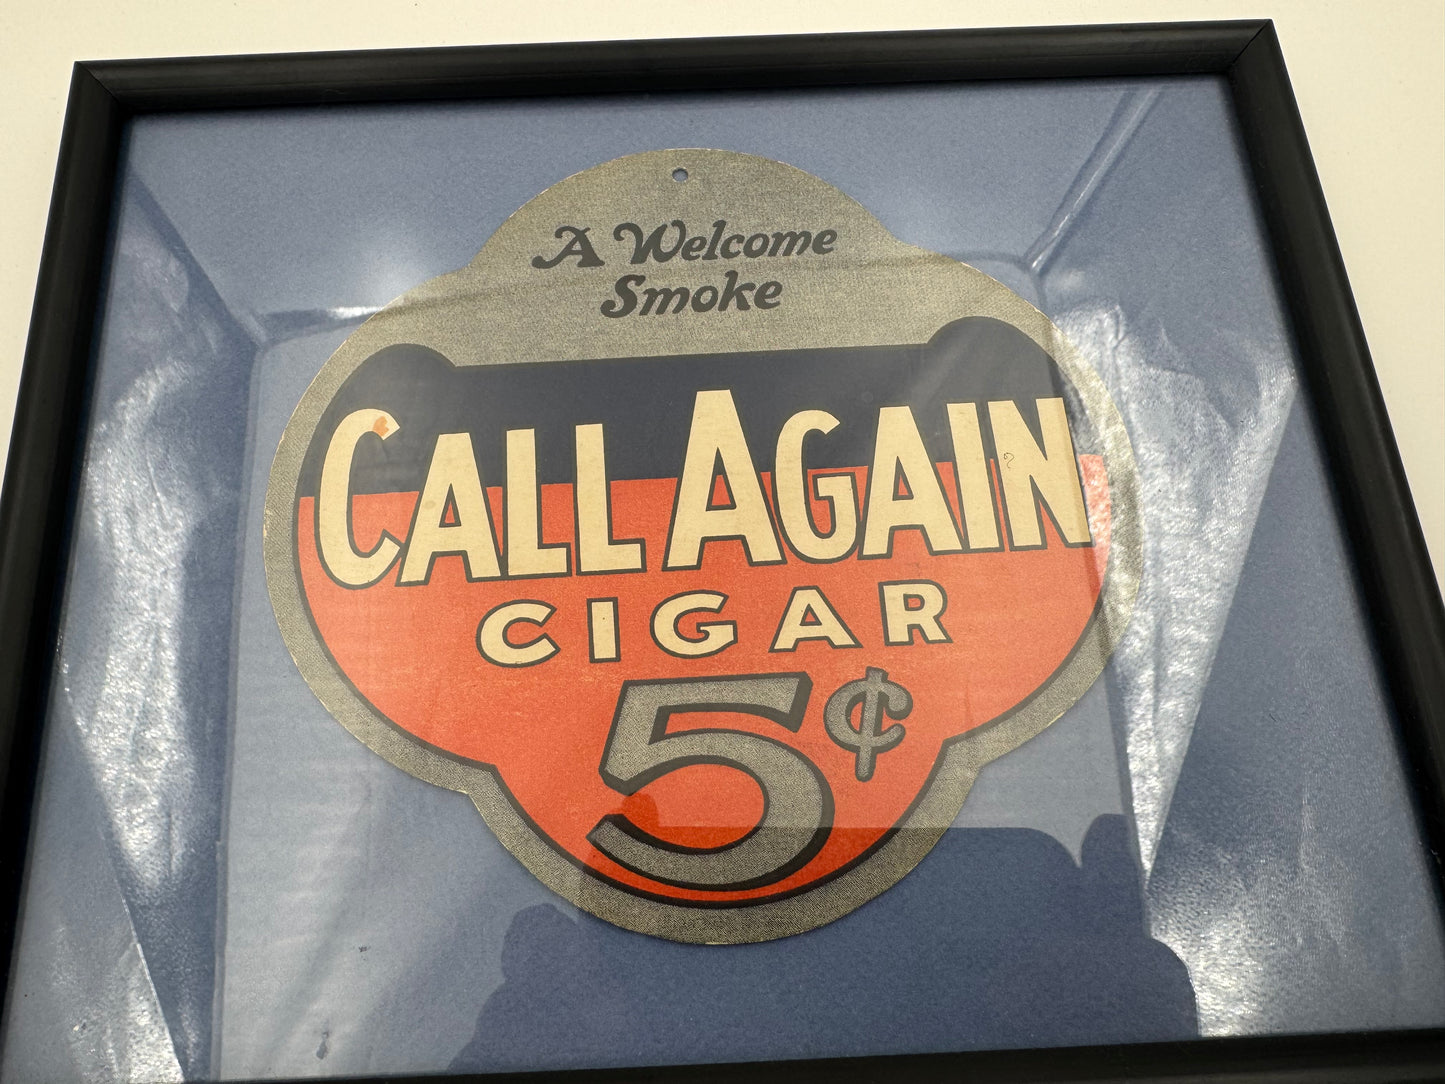 A Welcome
Smoke
CALL AGAIN
CIGAR
5¢